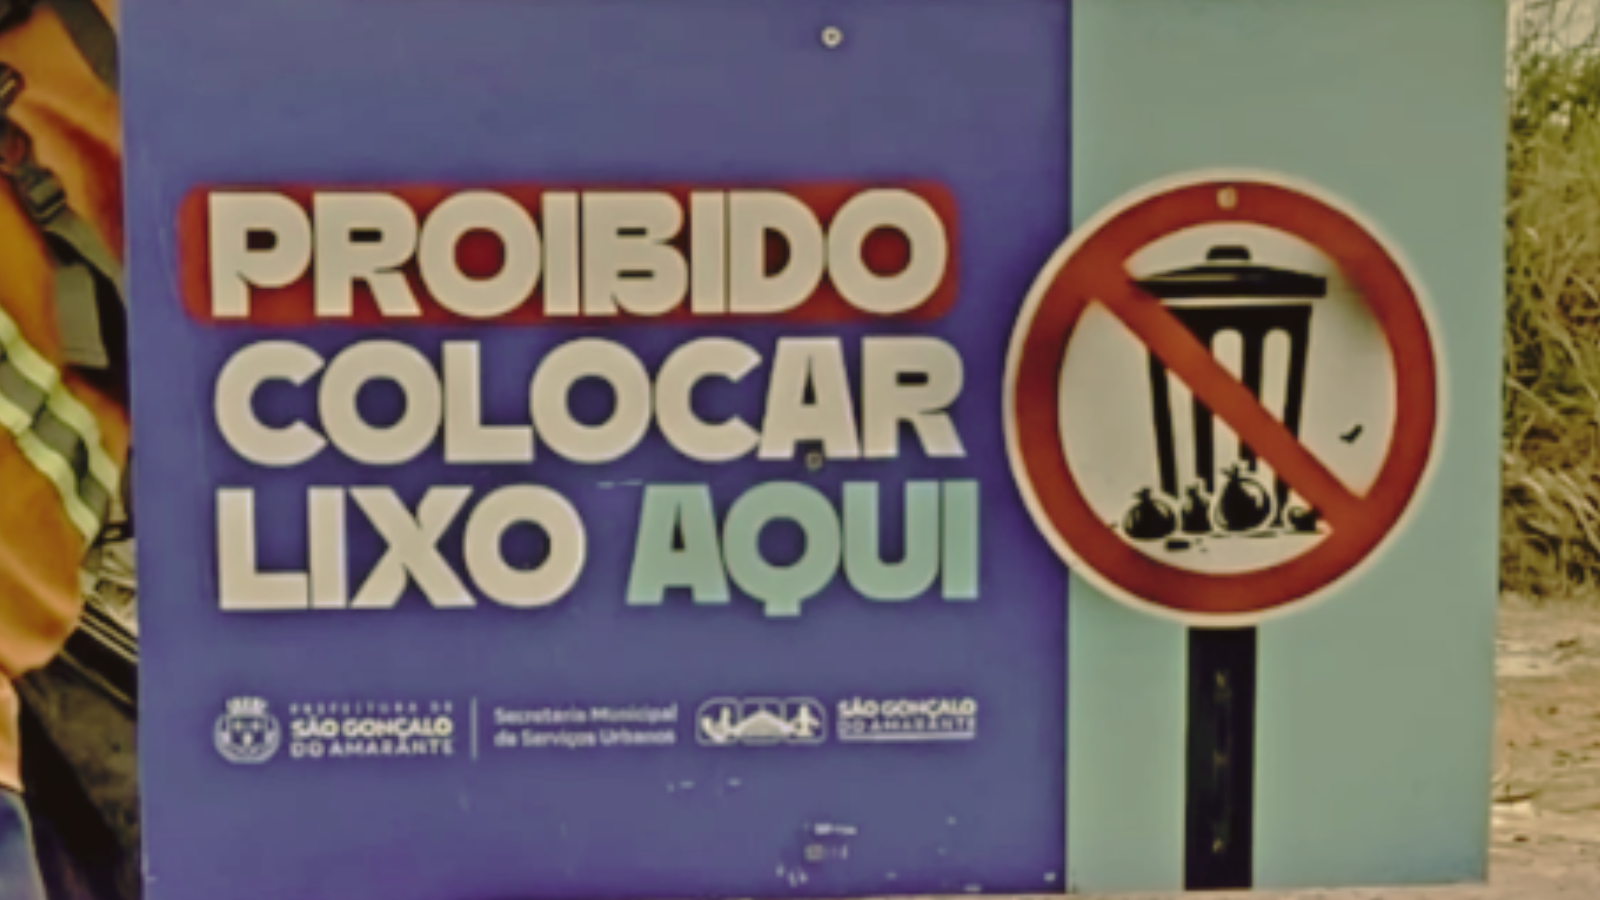 PROIBIDO
COLOCAR
LIXO AQUI
PREFEITURA DE
SÃO GONÇALO
DO AMARANTE
Secretaria Municipal
de Serviços Urbanos
SÃO GONÇALO
DO AMARANTE